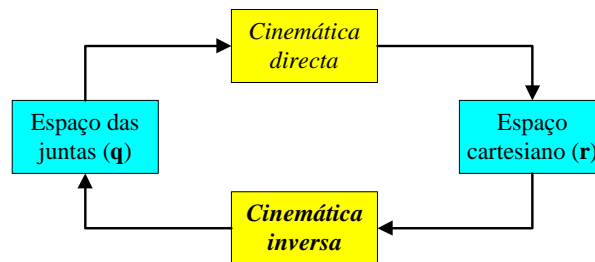 Cinemática
directa
Espaço das
juntas (q)
Espaço
cartesiano (r)
Cinemática
inversa